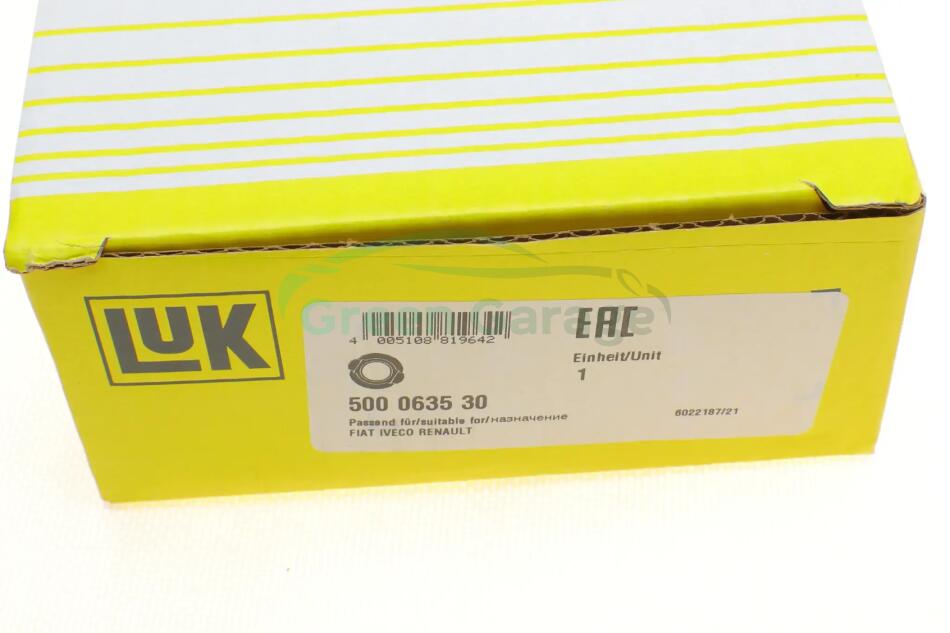 LUK
Green Garage
4 005108 819642
EAC
Einheit/Unit
1
500 0635 30
Passend für/suitable for/назначение
FIAT IVECO RENAULT
6022187/21